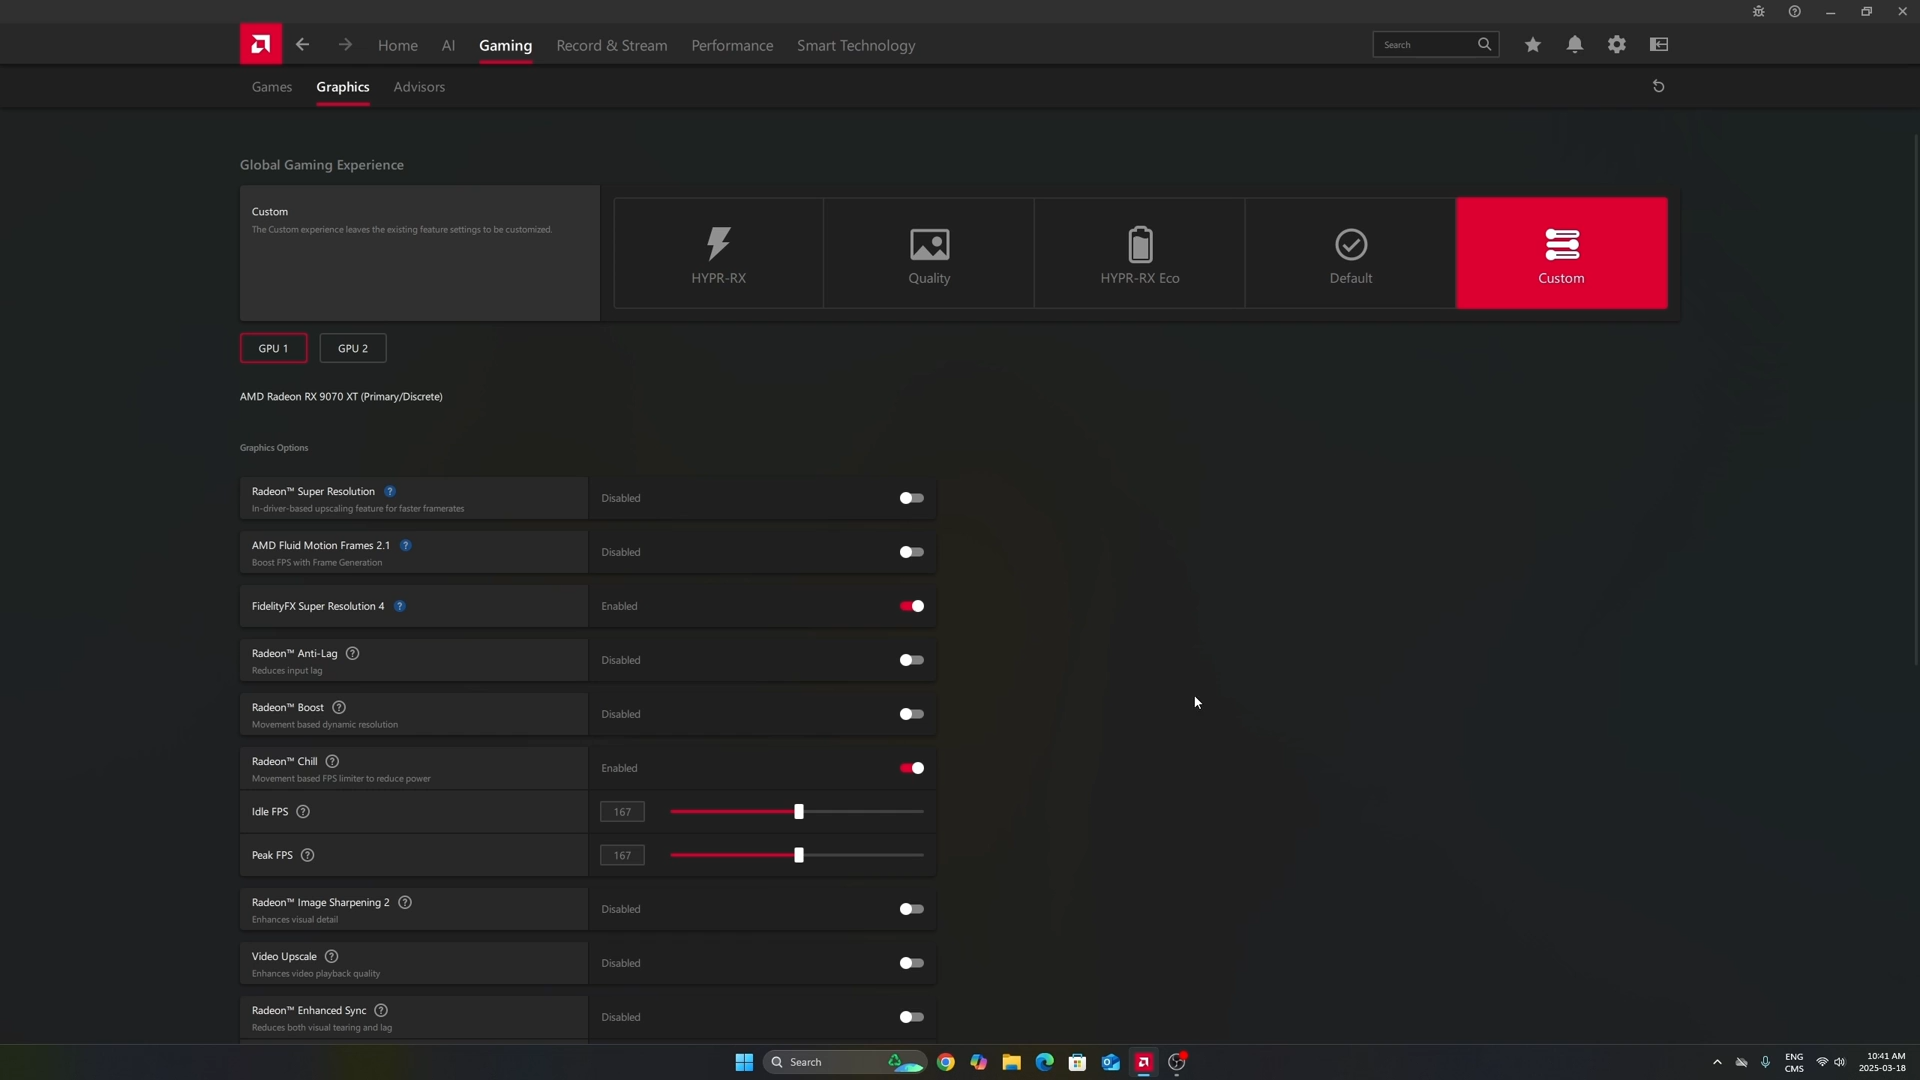 Home
AI
Gaming
Record & Stream
Performance
Smart Technology
Search
Games
Graphics
Advisors
Global Gaming Experience
Custom
The Custom experience leaves the existing feature settings to be customized.
HYPR-RX
Quality
HYPR-RX Eco
Default
Custom
GPU 1
GPU 2
AMD Radeon RX 9070 XT (Primary/Discrete)
Graphics Options
Radeon™ Super Resolution ?
In-driver-based upscaling feature for faster framerates
Disabled
AMD Fluid Motion Frames 2.1 ?
Boost FPS with Frame Generation
Disabled
FidelityFX Super Resolution 4 ?
Enabled
Radeon™ Anti-Lag ?
Reduces input lag
Disabled
Radeon™ Boost ?
Movement based dynamic resolution
Disabled
Radeon™ Chill ?
Movement based FPS limiter to reduce power
Enabled
Idle FPS ?
167
Peak FPS ?
167
Radeon™ Image Sharpening 2 ?
Enhances visual detail
Disabled
Video Upscale ?
Enhances video playback quality
Disabled
Radeon™ Enhanced Sync ?
Reduces both visual tearing and lag
Disabled
Search
ENG
CMS
10:41 AM
2025-03-18